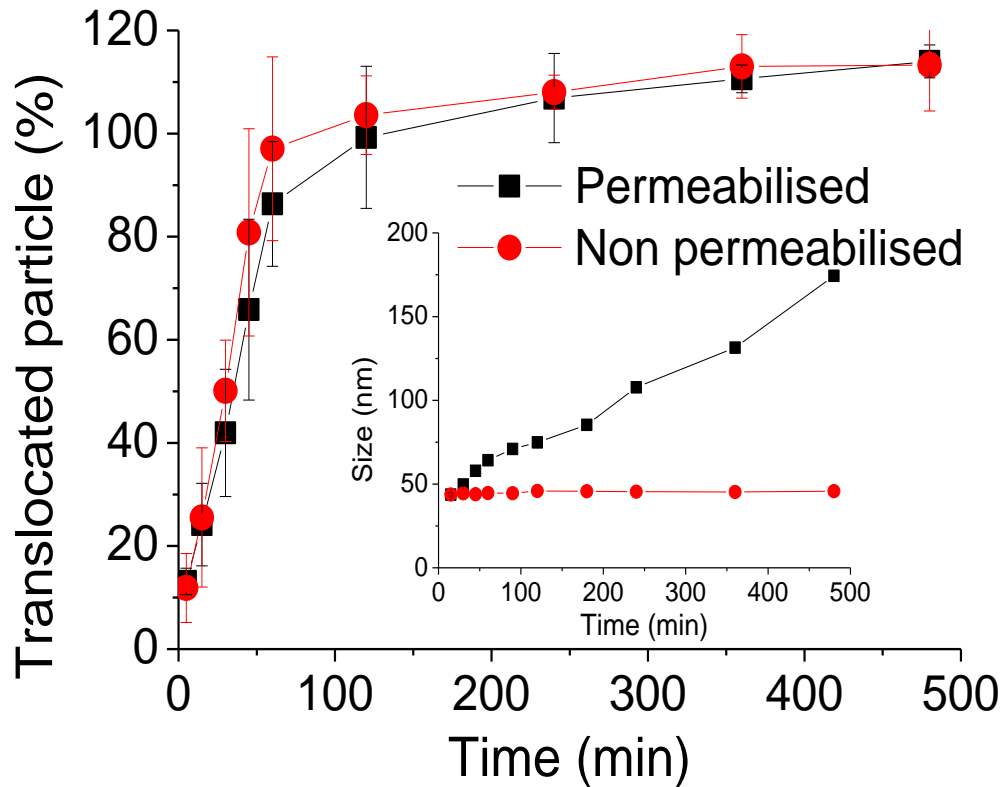 120
100
80
60
40
20
0
Translocated particle (%)
0 100 200 300 400 500
Time (min)
Permeabilised
Non permeabilised
200
150
100
50
0
Size (nm)
0 100 200 300 400 500
Time (min)